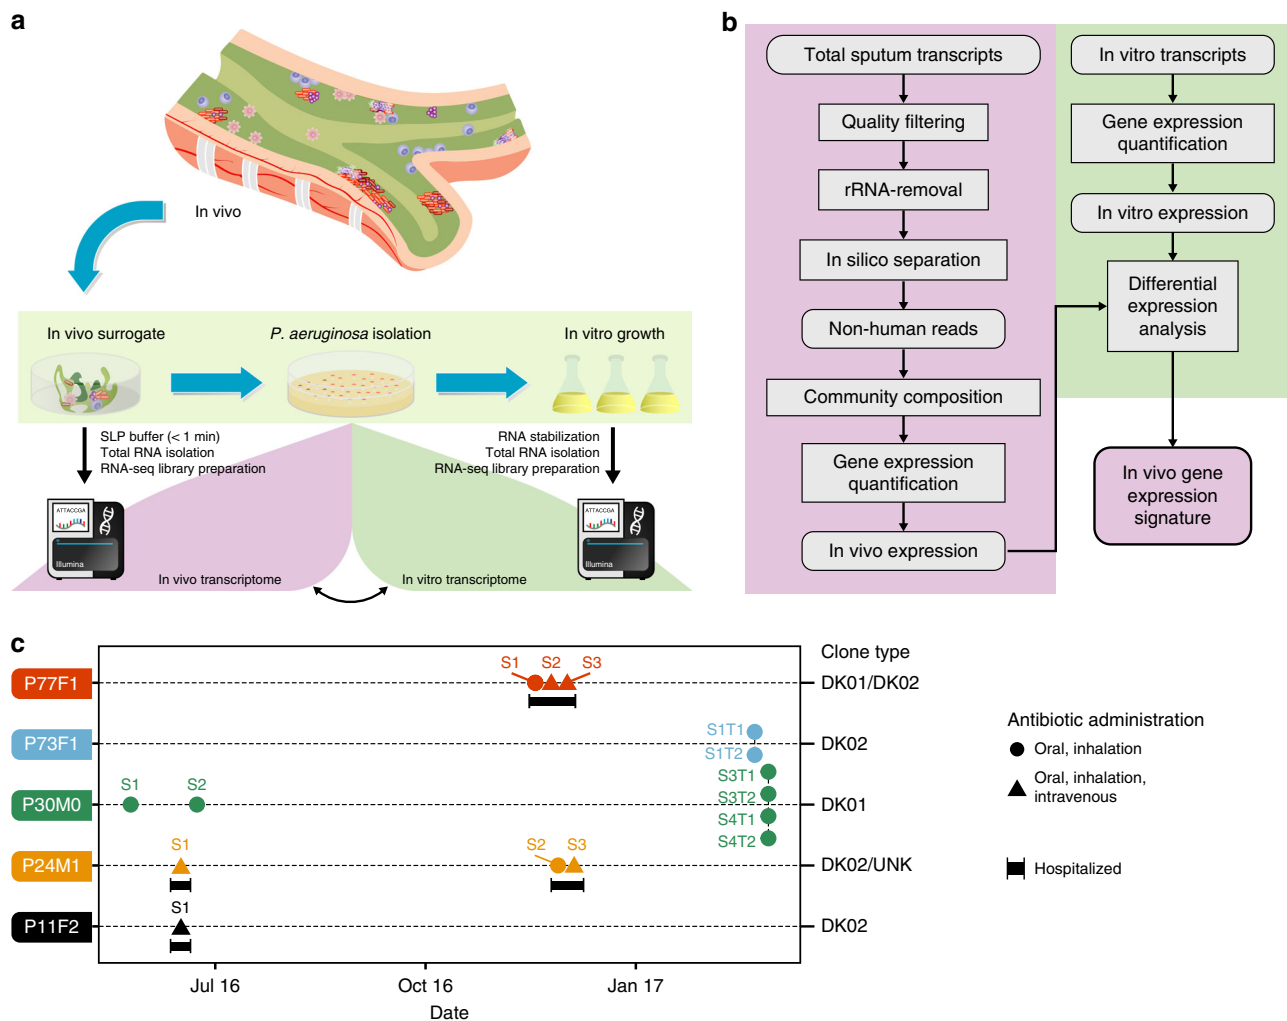 a
In vivo
In vivo surrogate
P. aeruginosa isolation
In vitro growth
SLP buffer (< 1 min)
Total RNA isolation
RNA-seq library preparation
RNA stabilization
Total RNA isolation
RNA-seq library preparation
ATTACCGA
Illumina
ATTACCGA
Illumina
In vivo transcriptome
In vitro transcriptome
b
Total sputum transcripts
Quality filtering
rRNA-removal
In silico separation
Non-human reads
Community composition
Gene expression
quantification
In vivo expression
In vitro transcripts
Gene expression
quantification
In vitro expression
Differential
expression
analysis
In vivo gene
expression
signature
c
Clone type
P77F1
S1
S2
S3
DK01/DK02
P73F1
S1T1
S1T2
DK02
P30M0
S1
S2
S3T1
S3T2
S4T1
S4T2
DK01
P24M1
S1
S2
S3
DK02/UNK
P11F2
S1
DK02
Jul 16
Oct 16
Jan 17
Date
Antibiotic administration
Oral, inhalation
Oral, inhalation,
intravenous
Hospitalized